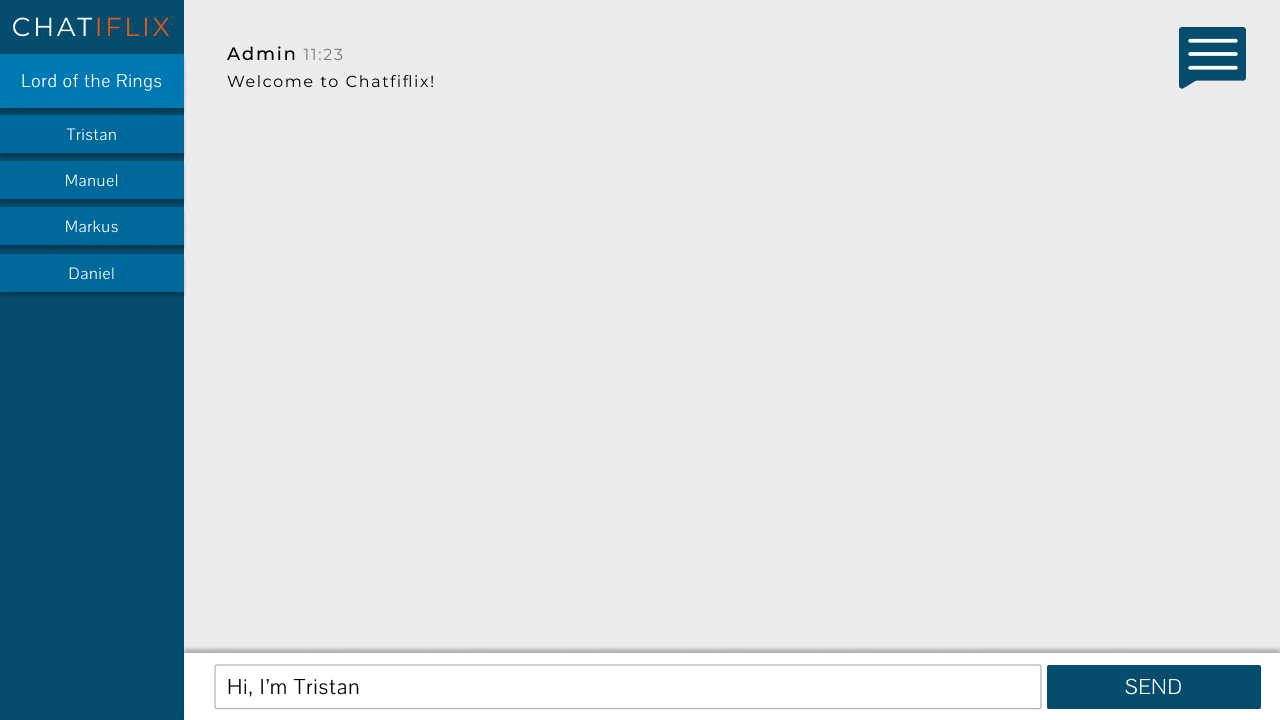 CHATIFLIX
Lord of the Rings
Tristan
Manuel
Markus
Daniel
Admin 11:23
Welcome to Chatfiflix!
Hi, I'm Tristan
SEND